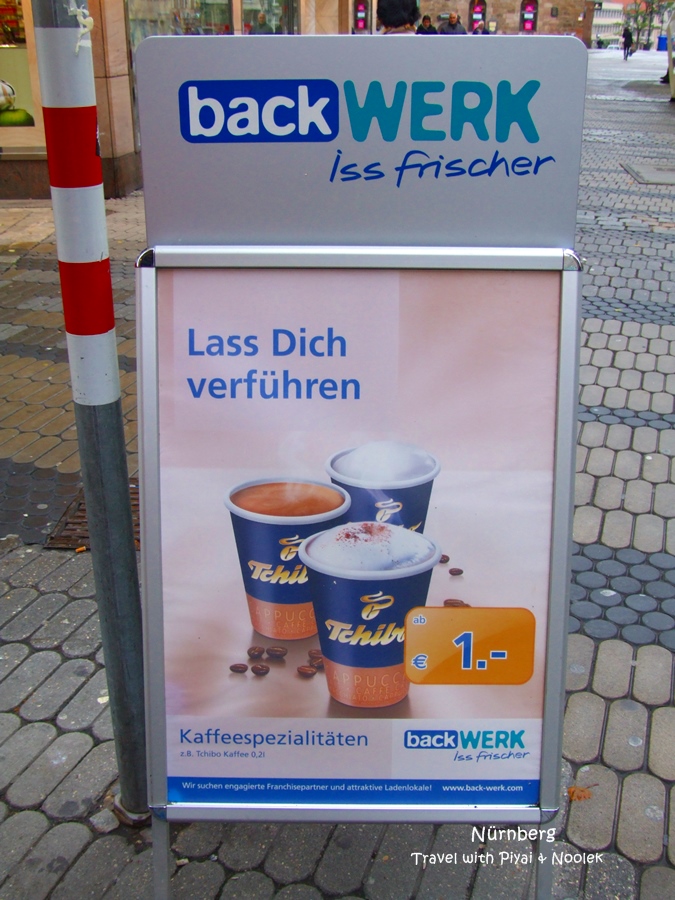 backWERK
iss frischer
Lass Dich
verführen
Tchibo
Tchibo
APPUCC
ab
€ 1.-
Kaffeespezialitäten
z.B. Tchibo Kaffee 0,2l
backWERK
iss frischer
Wir suchen engagierte Franchisepartner und attraktive Ladenlokale! www.back-werk.com
Nürnberg
Travel with Piyai & Noolek